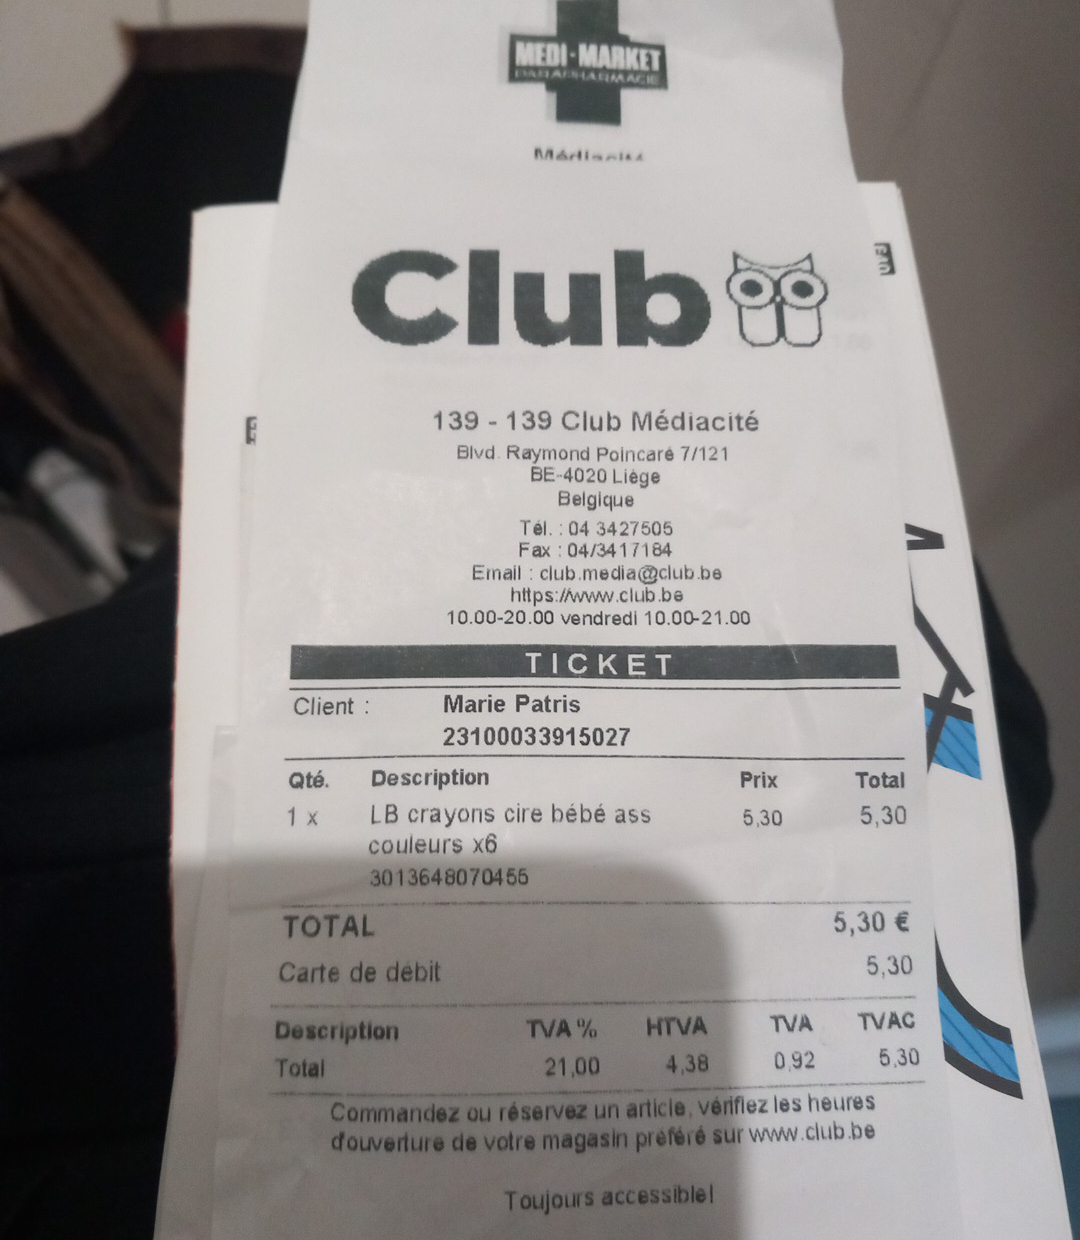 MEDI-MARKET
PARAPHARMACIE
Médiacité
Club
139 - 139 Club Médiacité
Blvd. Raymond Poincaré 7/121
BE-4020 Liège
Belgique
Tél. : 04 3427505
Fax : 04/3417184
Email : club.media@club.be
https://www.club.be
10.00-20.00 vendredi 10.00-21.00
TICKET
Client : Marie Patris
23100033915027
Qté. Description Prix Total
1 x LB crayons cire bébé ass 5,30 5,30
couleurs x6
3013648070455
TOTAL 5,30 €
Carte de débit 5,30
Description TVA % HTVA TVA TVAC
Total 21,00 4,38 0,92 5,30
Commandez ou réservez un article, vérifiez les heures
d'ouverture de votre magasin préféré sur www.club.be
Toujours accessible!